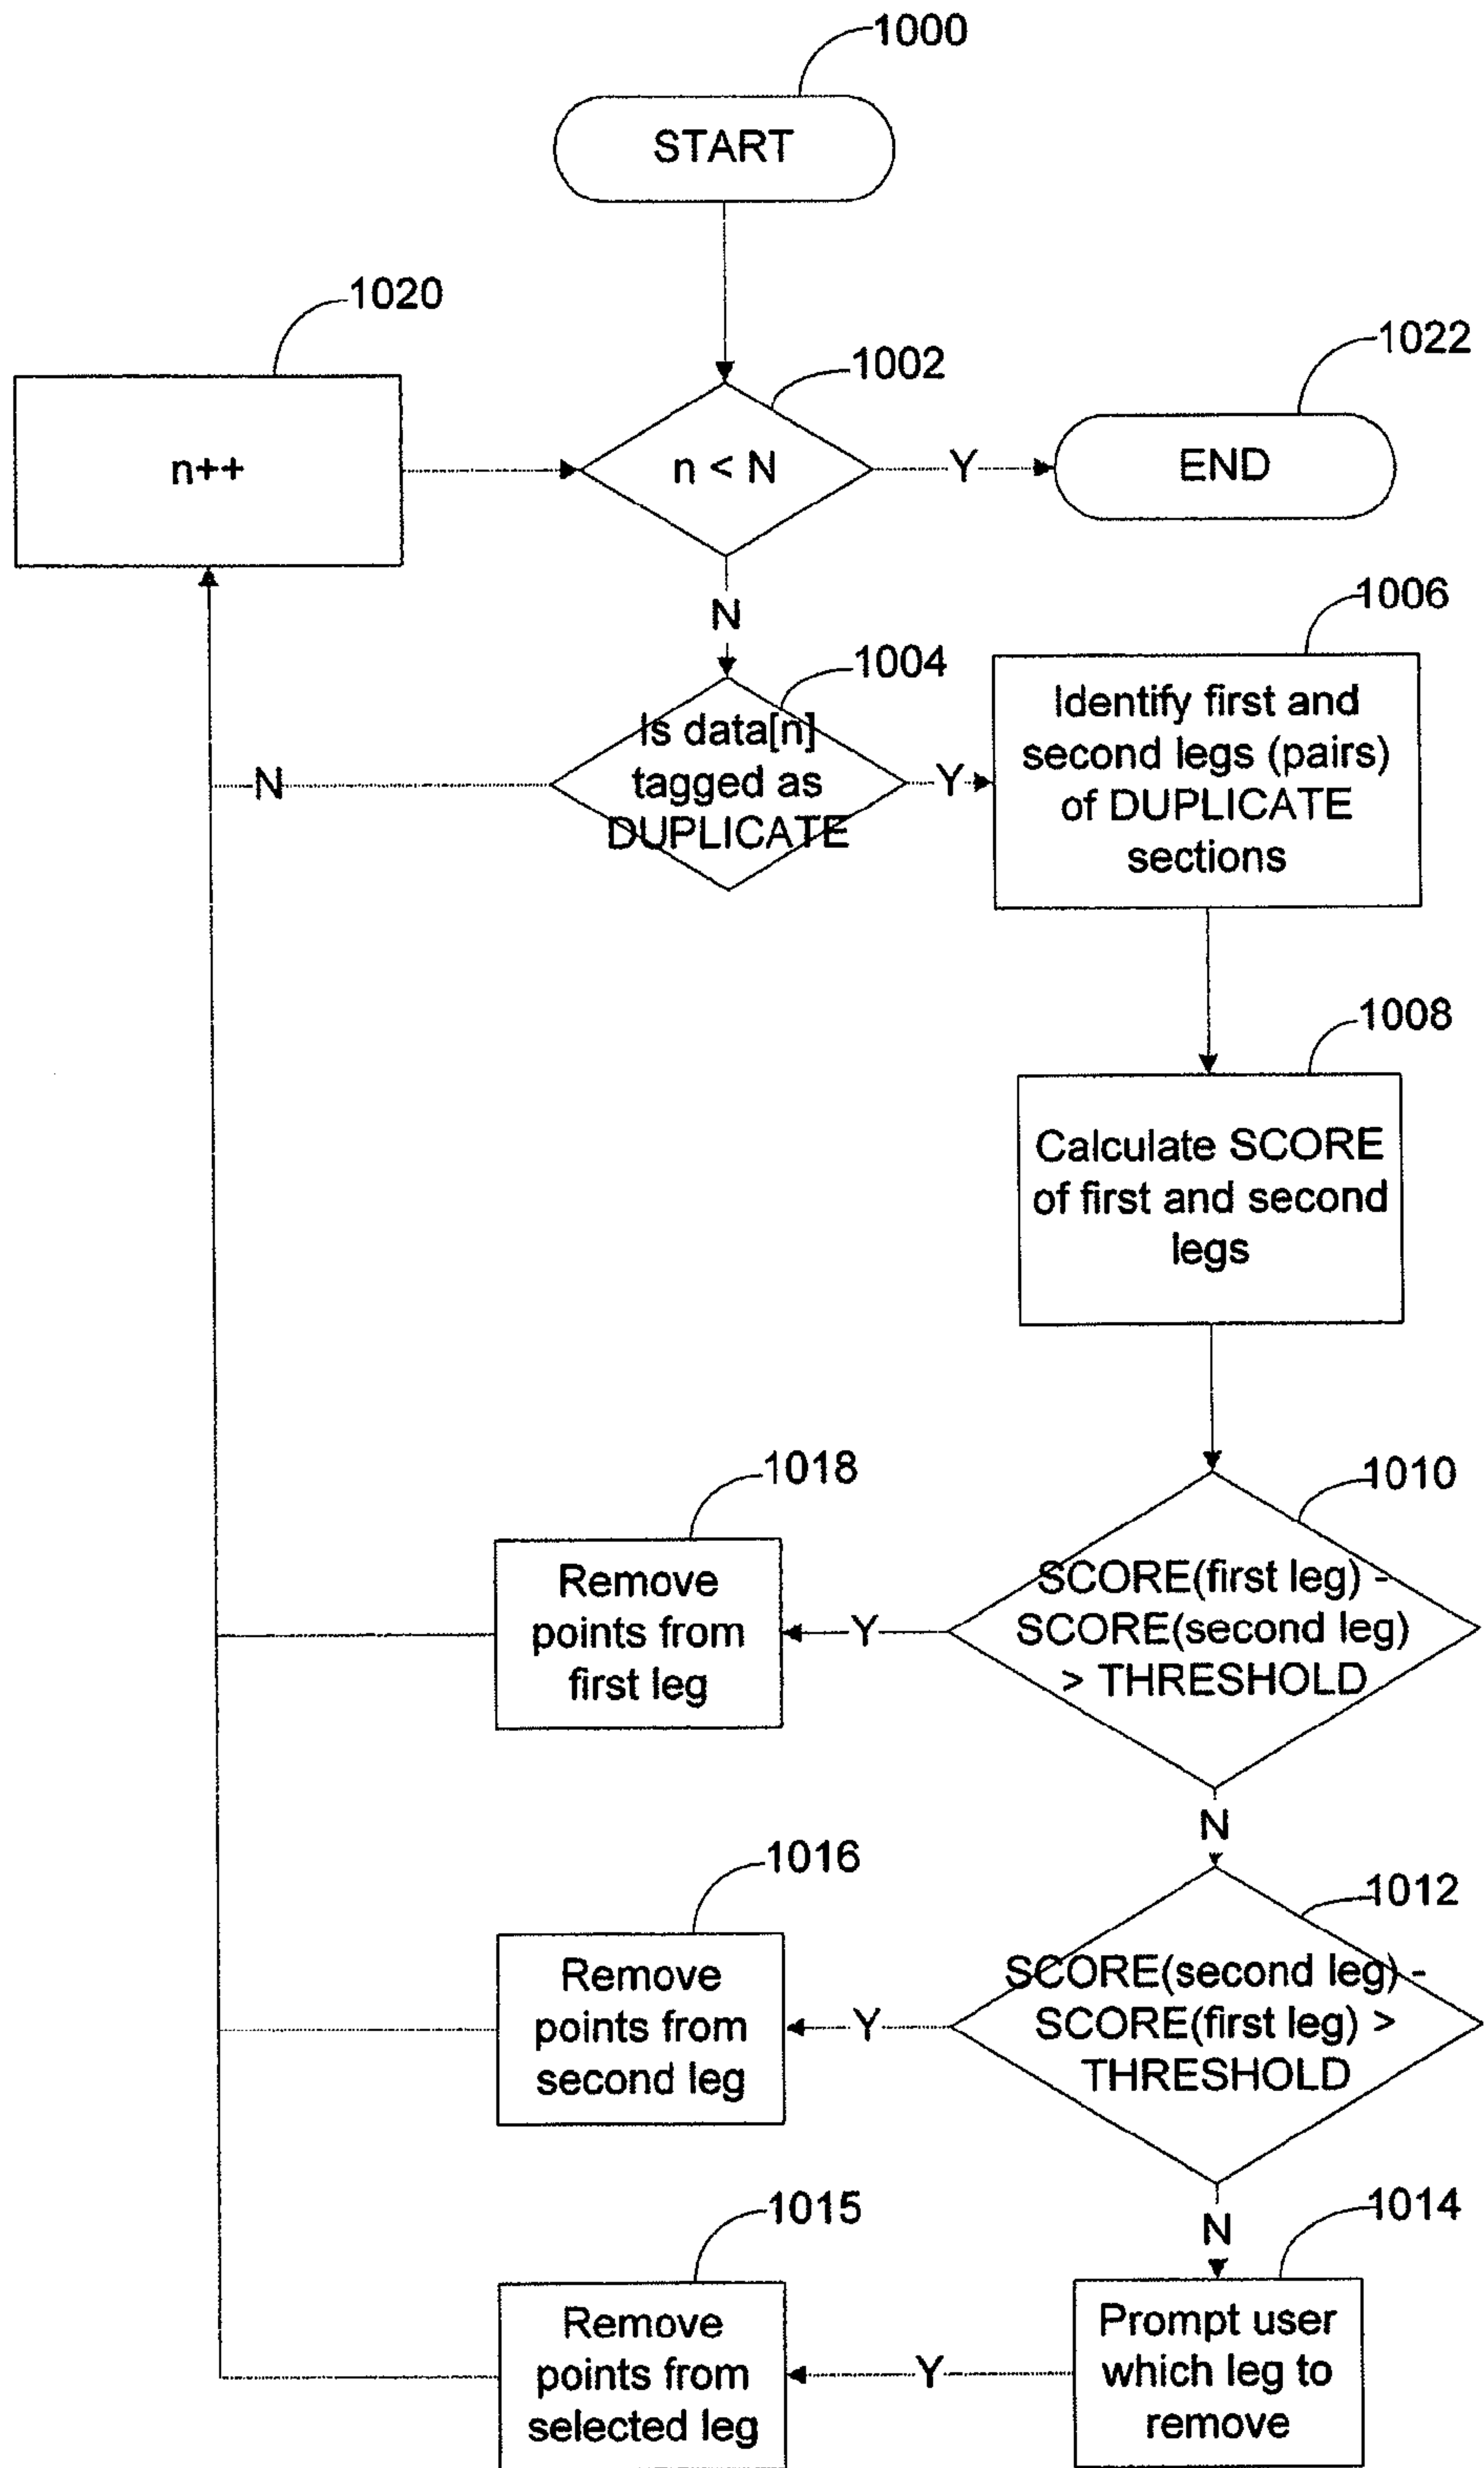 1000
START
1020
1002
1022
n++
n < N
Y
END
N
1004
1006
Is data[n]
tagged as
DUPLICATE
N
Y
Identify first and
second legs (pairs)
of DUPLICATE
sections
1008
Calculate SCORE
of first and second
legs
1018
1010
Remove
points from
first leg
Y
SCORE(first leg) -
SCORE(second leg)
> THRESHOLD
N
1016
1012
Remove
points from
second leg
Y
SCORE(second leg) -
SCORE(first leg) >
THRESHOLD
N
1015
1014
Remove
points from
selected leg
Y
Prompt user
which leg to
remove